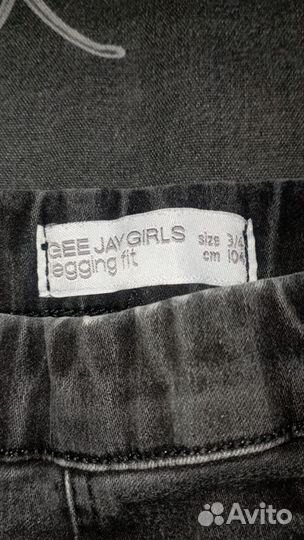 GEE JAY GIRLS size 3/4
legging fit cm 104
Avito